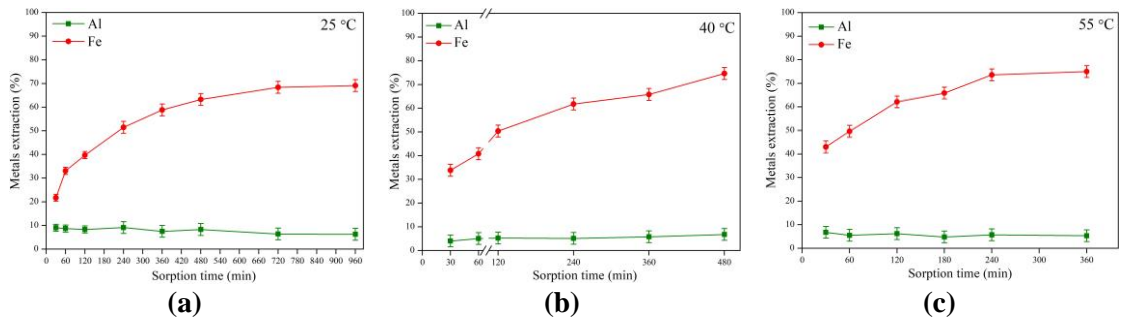 Al
Fe
25 °C
Metals extraction (%)
100
90
80
70
60
50
40
30
20
10
0
0 60 120 180 240 300 360 420 480 540 600 660 720 780 840 900 960
Sorption time (min)
(a)
Al
Fe
40 °C
Metals extraction (%)
100
90
80
70
60
50
40
30
20
10
0
0 30 60 120 240 360 480
Sorption time (min)
(b)
Al
Fe
55 °C
Metals extraction (%)
100
90
80
70
60
50
40
30
20
10
0
0 60 120 180 240 300 360
Sorption time (min)
(c)